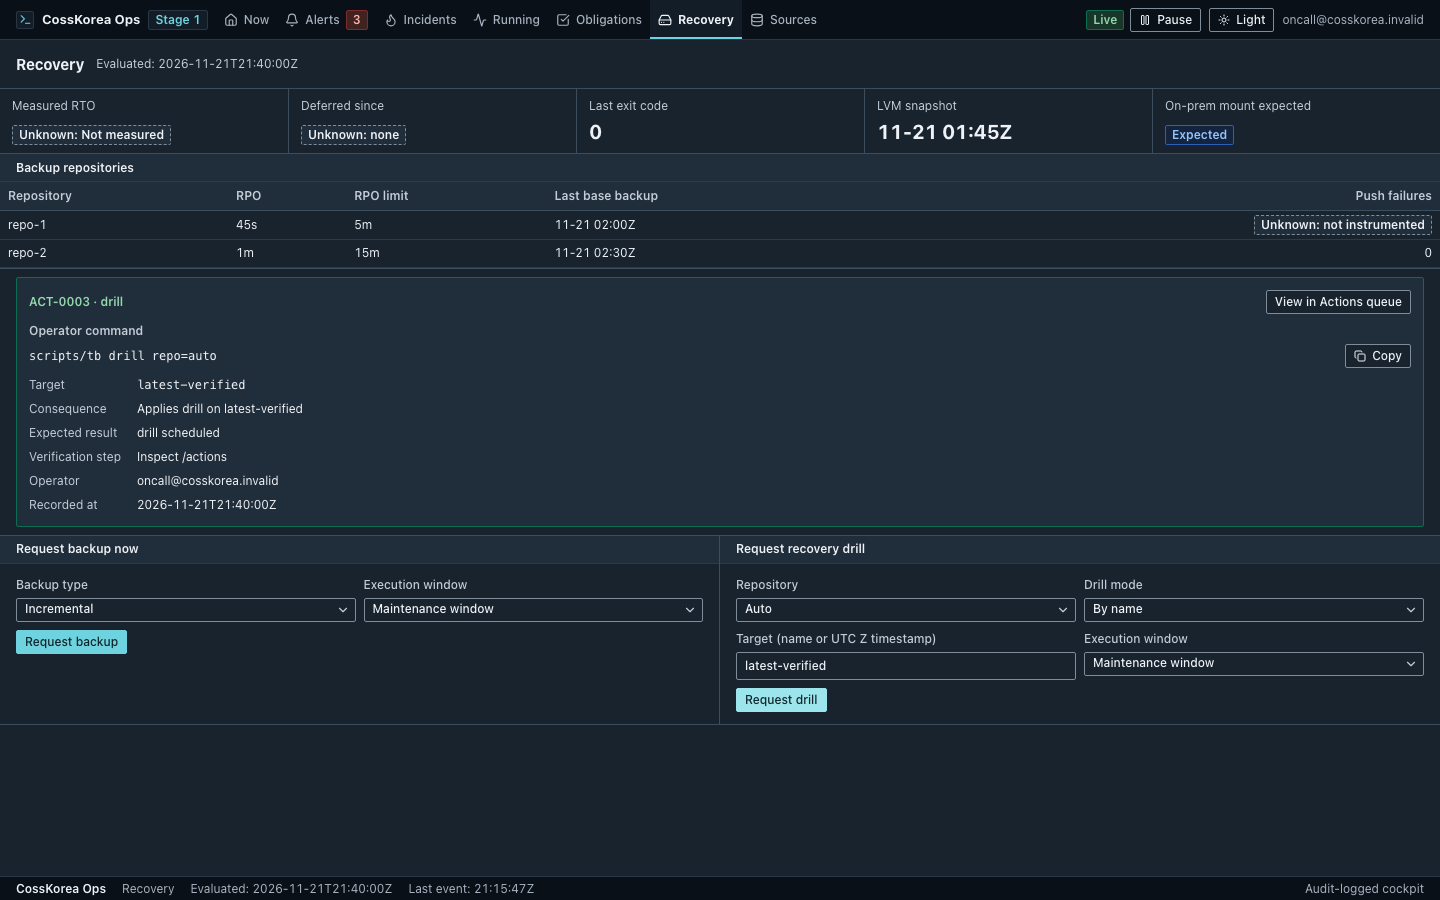 CossKorea Ops Stage 1 Now Alerts 3 Incidents Running Obligations Recovery Sources Live Pause Light oncall@cosskorea.invalid
Recovery Evaluated: 2026-11-21T21:40:00Z
Measured RTO Deferred since Last exit code LVM snapshot On-prem mount expected
Unknown: Not measured Unknown: none 0 11-21 01:45Z Expected
Backup repositories
Repository RPO RPO limit Last base backup Push failures
repo-1 45s 5m 11-21 02:00Z Unknown: not instrumented
repo-2 1m 15m 11-21 02:30Z 0
ACT-0003 · drill View in Actions queue
Operator command
scripts/tb drill repo=auto Copy
Target latest-verified
Consequence Applies drill on latest-verified
Expected result drill scheduled
Verification step Inspect /actions
Operator oncall@cosskorea.invalid
Recorded at 2026-11-21T21:40:00Z
Request backup now
Backup type Execution window
Incremental Maintenance window
Request backup
Request recovery drill
Repository Drill mode
Auto By name
Target (name or UTC Z timestamp) Execution window
latest-verified Maintenance window
Request drill
CossKorea Ops Recovery Evaluated: 2026-11-21T21:40:00Z Last event: 21:15:47Z Audit-logged cockpit